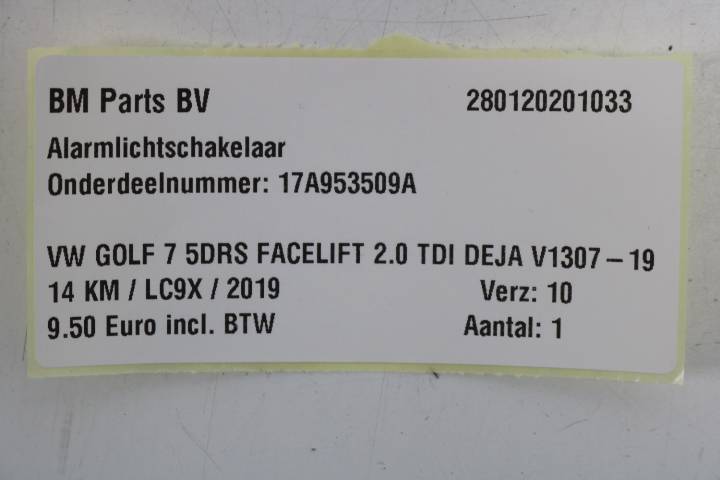 BM Parts BV 280120201033
Alarmlichtschakelaar
Onderdeelnummer: 17A953509A
VW GOLF 7 5DRS FACELIFT 2.0 TDI DEJA V1307-19
14 KM / LC9X / 2019 Verz: 10
9.50 Euro incl. BTW Aantal: 1